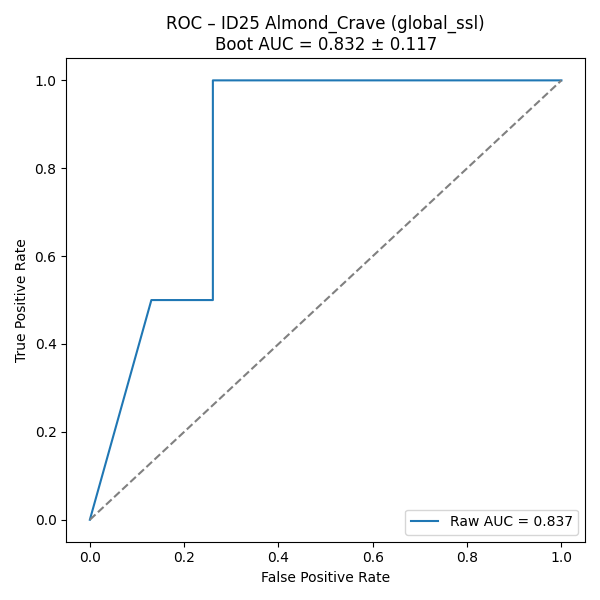 ROC – ID25 Almond_Crave (global_ssl)
Boot AUC = 0.832 ± 0.117
True Positive Rate
1.0
0.8
0.6
0.4
0.2
0.0
Raw AUC = 0.837
0.0 0.2 0.4 0.6 0.8 1.0
False Positive Rate